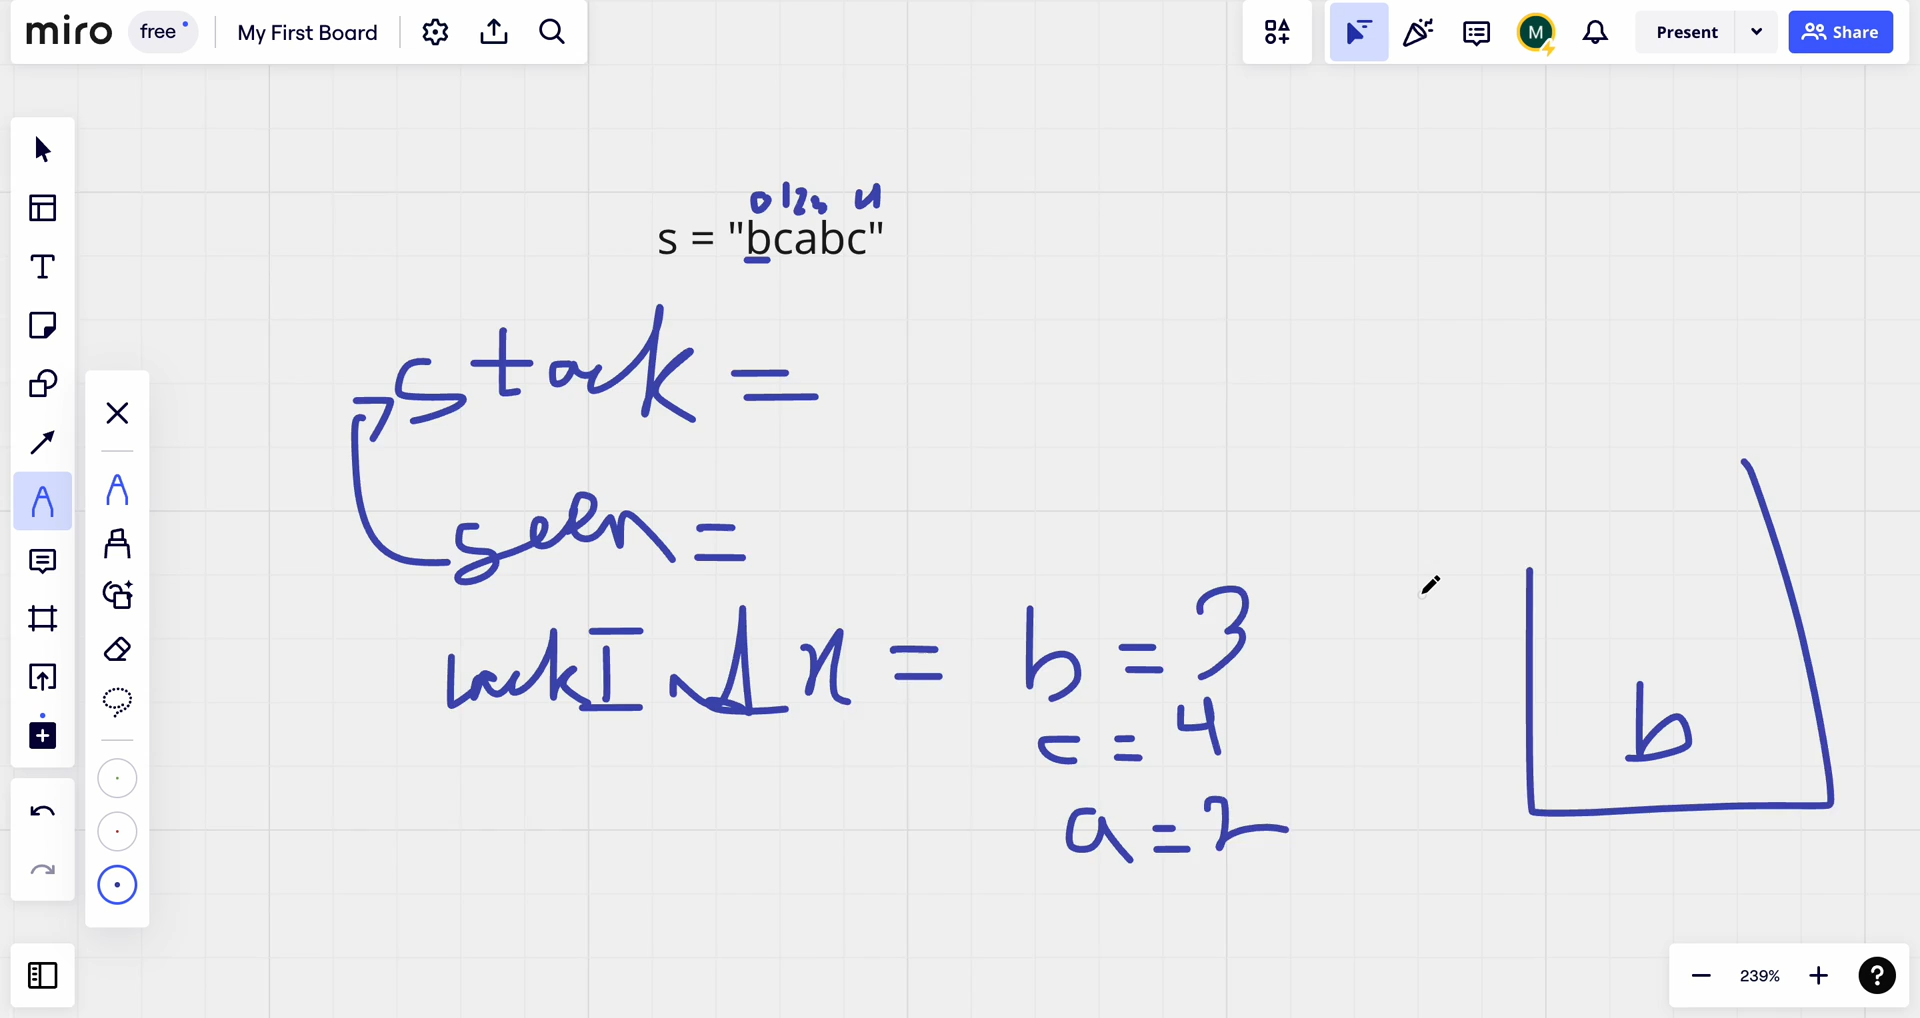 miro free My First Board Present Share
M
0 1 2 3 4
s = "bcabc"
stack =
seen =
lastIdx = b = 3
c = 4
a = 2
b
239%